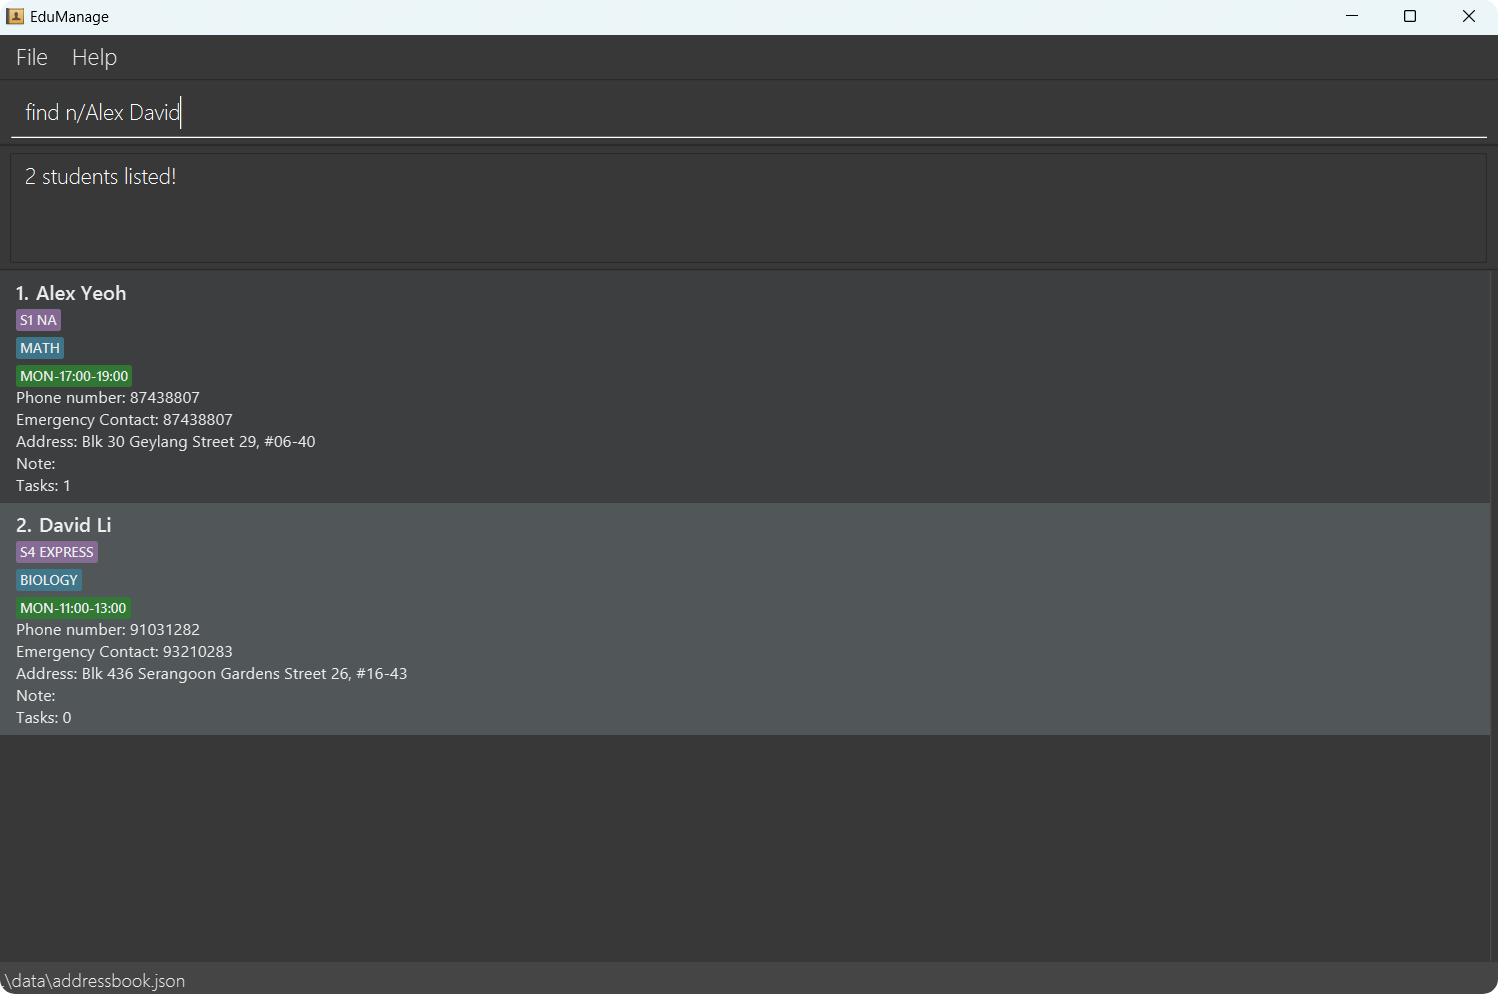 EduManage
File Help
find n/Alex David
2 students listed!
1. Alex Yeoh
S1 NA
MATH
MON-17:00-19:00
Phone number: 87438807
Emergency Contact: 87438807
Address: Blk 30 Geylang Street 29, #06-40
Note:
Tasks: 1
2. David Li
S4 EXPRESS
BIOLOGY
MON-11:00-13:00
Phone number: 91031282
Emergency Contact: 93210283
Address: Blk 436 Serangoon Gardens Street 26, #16-43
Note:
Tasks: 0
.\data\addressbook.json